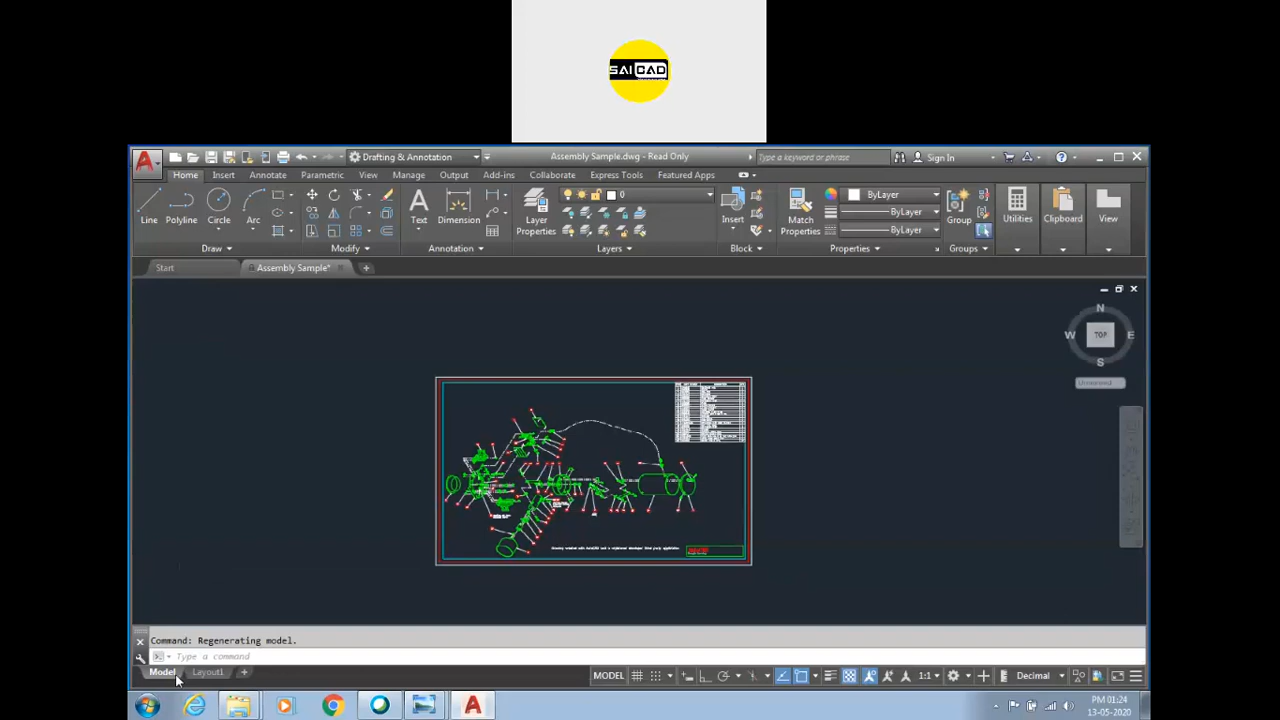 SAI CAD
Drafting & Annotation
Assembly Sample.dwg - Read Only
Type a keyword or phrase
Sign In
Home Insert Annotate Parametric View Manage Output Add-ins Collaborate Express Tools Featured Apps
Line Polyline Circle Arc
Text Dimension
Layer Properties
0
Insert
Match Properties
ByLayer
ByLayer
ByLayer
Group
Utilities
Clipboard
View
Draw Modify Annotation Layers Block Properties Groups
Start
Assembly Sample*
N
W TOP E
S
Unnamed
Command: Regenerating model.
Type a command
Model Layout1 +
MODEL
1:1
Decimal
PM 01:24
13-05-2020